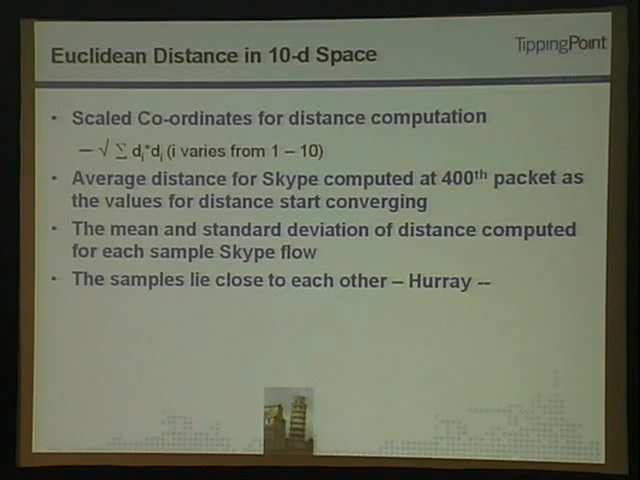 Euclidean Distance in 10-d Space
TippingPoint
• Scaled Co-ordinates for distance computation
– √ ∑ di*di (i varies from 1 – 10)
• Average distance for Skype computed at 400th packet as
the values for distance start converging
• The mean and standard deviation of distance computed
for each sample Skype flow
• The samples lie close to each other – Hurray --